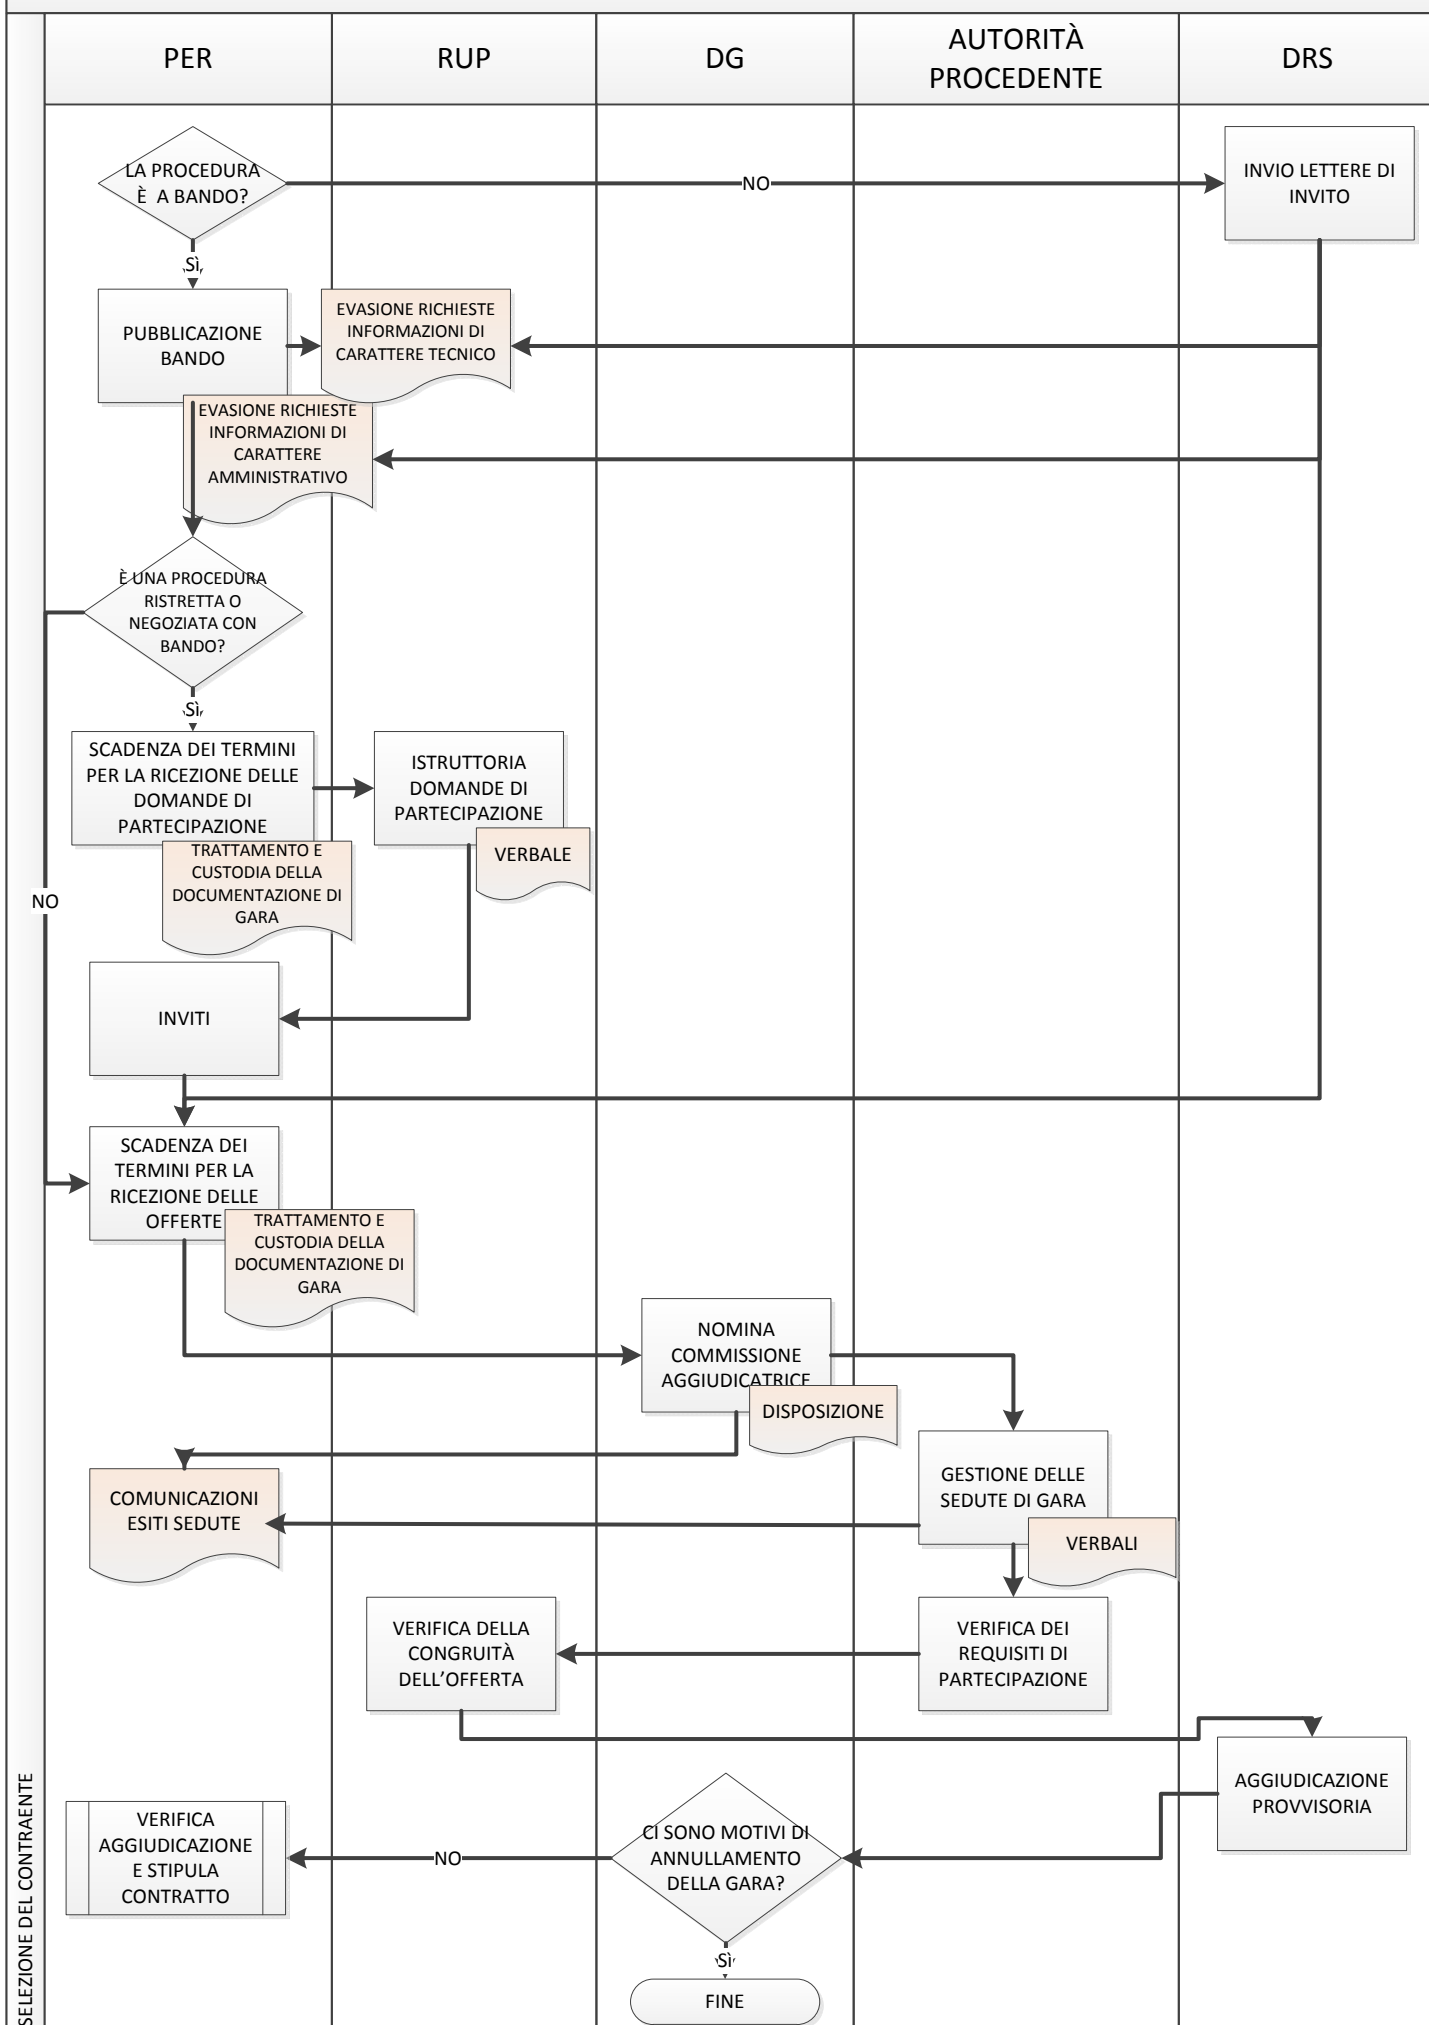 PER
RUP
DG
AUTORITÀ
PROCEDENTE
DRS
LA PROCEDURA
È A BANDO?
NO
INVIO LETTERE DI
INVITO
Sì
PUBBLICAZIONE
BANDO
EVASIONE RICHIESTE
INFORMAZIONI DI
CARATTERE TECNICO
EVASIONE RICHIESTE
INFORMAZIONI DI
CARATTERE
AMMINISTRATIVO
È UNA PROCEDURA
RISTRETTA O
NEGOZIATA CON
BANDO?
Sì
SCADENZA DEI TERMINI
PER LA RICEZIONE DELLE
DOMANDE DI
PARTECIPAZIONE
ISTRUTTORIA
DOMANDE DI
PARTECIPAZIONE
VERBALE
TRATTAMENTO E
CUSTODIA DELLA
DOCUMENTAZIONE DI
GARA
NO
INVITI
SCADENZA DEI
TERMINI PER LA
RICEZIONE DELLE
OFFERTE
TRATTAMENTO E
CUSTODIA DELLA
DOCUMENTAZIONE DI
GARA
NOMINA
COMMISSIONE
AGGIUDICATRICE
DISPOSIZIONE
GESTIONE DELLE
SEDUTE DI GARA
VERBALI
COMUNICAZIONI
ESITI SEDUTE
VERIFICA DELLA
CONGRUITÀ
DELL'OFFERTA
VERIFICA DEI
REQUISITI DI
PARTECIPAZIONE
AGGIUDICAZIONE
PROVVISORIA
CI SONO MOTIVI DI
ANNULLAMENTO
DELLA GARA?
NO
VERIFICA
AGGIUDICAZIONE
E STIPULA
CONTRATTO
Sì
FINE
SELEZIONE DEL CONTRAENTE